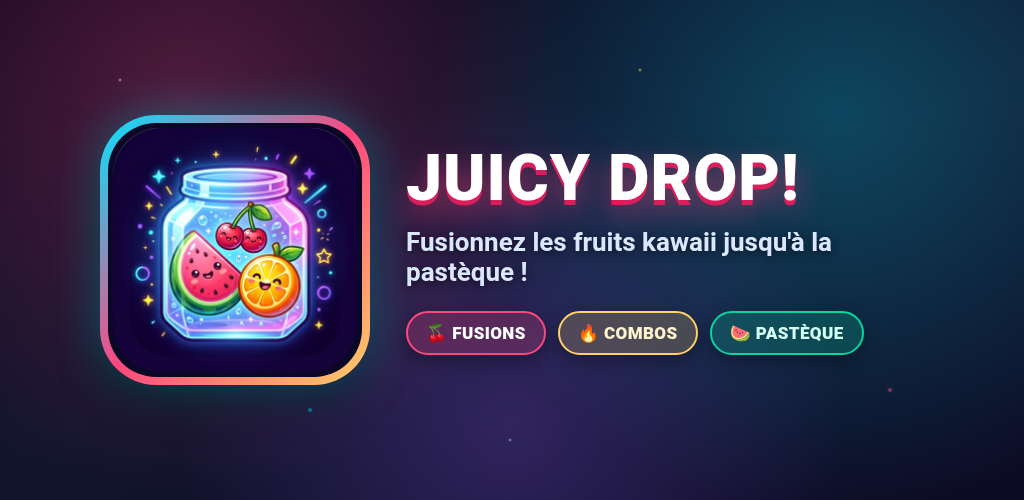 JUICY DROP!
Fusionnez les fruits kawaii jusqu'à la
pastèque !
🍒 FUSIONS
🔥 COMBOS
🍉 PASTÈQUE